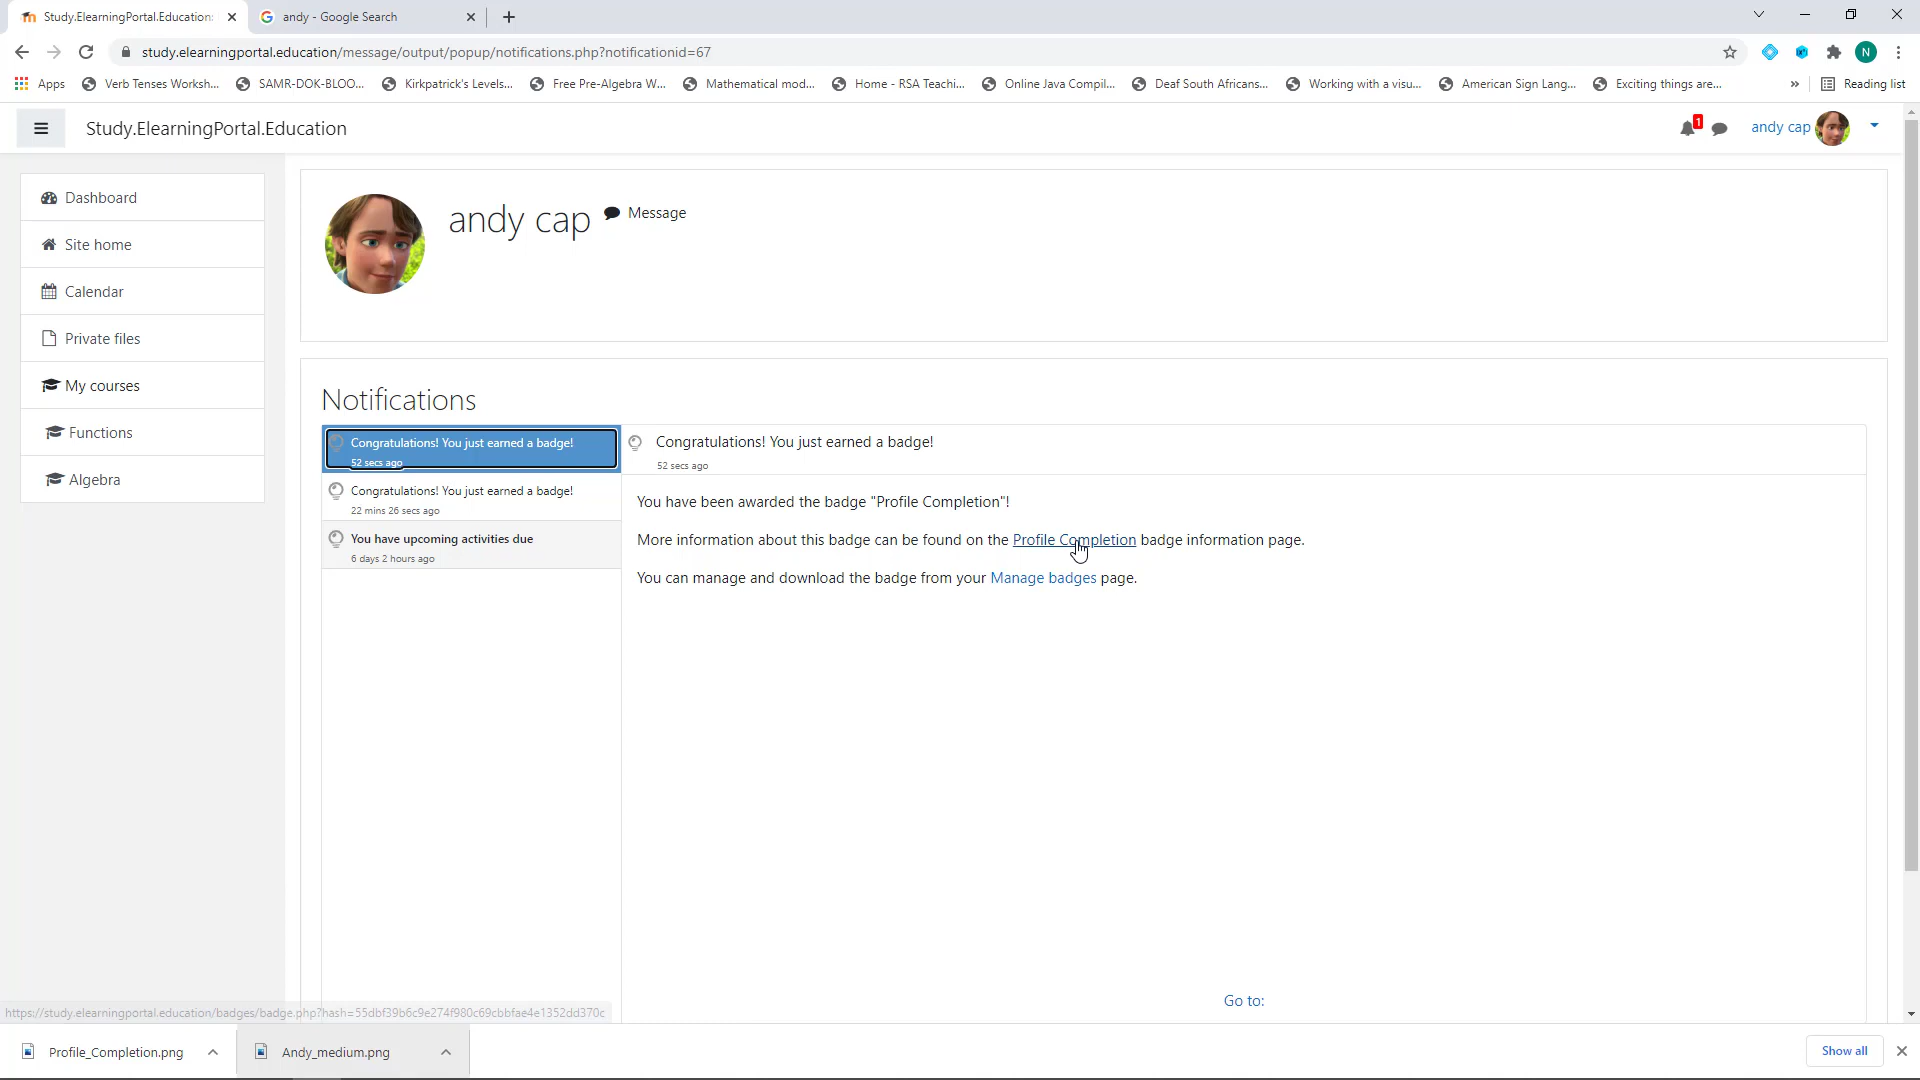 Study.ElearningPortal.Education:
andy - Google Search
study.elearningportal.education/message/output/popup/notifications.php?notificationid=67
N
Apps
Verb Tenses Worksh...
SAMR-DOK-BLOO...
Kirkpatrick's Levels...
Free Pre-Algebra W...
Mathematical mod...
Home - RSA Teachi...
Online Java Compil...
Deaf South Africans...
Working with a visu...
American Sign Lang...
Exciting things are...
»
Reading list
Study.ElearningPortal.Education
1
andy cap
Dashboard
Site home
Calendar
Private files
My courses
Functions
Algebra
andy cap
Message
Notifications
Congratulations! You just earned a badge!
52 secs ago
Congratulations! You just earned a badge!
22 mins 26 secs ago
You have upcoming activities due
6 days 2 hours ago
Congratulations! You just earned a badge!
52 secs ago
You have been awarded the badge "Profile Completion"!
More information about this badge can be found on the Profile Completion badge information page.
You can manage and download the badge from your Manage badges page.
Go to:
https://study.elearningportal.education/badges/badge.php?hash=55dbf39b6c9e274f980c69cbbfae4e1352dd370c
Profile_Completion.png
Andy_medium.png
Show all